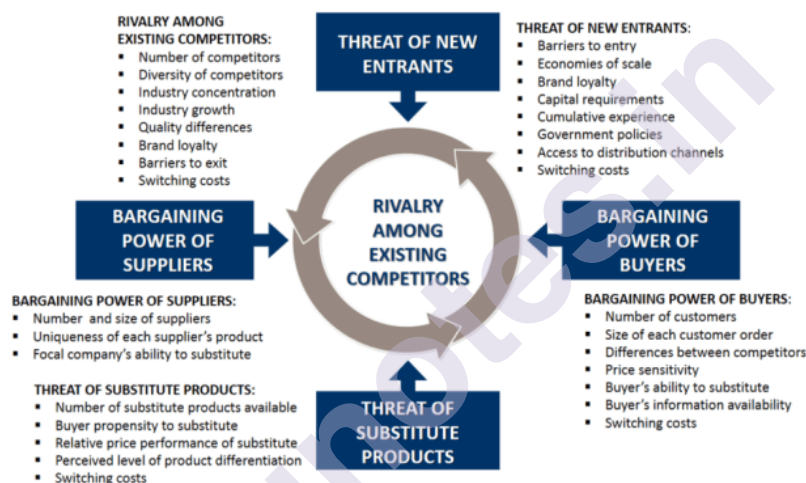 RIVALRY AMONG
EXISTING COMPETITORS:
▪ Number of competitors
▪ Diversity of competitors
▪ Industry concentration
▪ Industry growth
▪ Quality differences
▪ Brand loyalty
▪ Barriers to exit
▪ Switching costs
THREAT OF NEW
ENTRANTS
THREAT OF NEW ENTRANTS:
▪ Barriers to entry
▪ Economies of scale
▪ Brand loyalty
▪ Capital requirements
▪ Cumulative experience
▪ Government policies
▪ Access to distribution channels
▪ Switching costs
BARGAINING
POWER OF
SUPPLIERS
RIVALRY
AMONG
EXISTING
COMPETITORS
BARGAINING
POWER OF
BUYERS
BARGAINING POWER OF SUPPLIERS:
▪ Number and size of suppliers
▪ Uniqueness of each supplier's product
▪ Focal company's ability to substitute
BARGAINING POWER OF BUYERS:
▪ Number of customers
▪ Size of each customer order
▪ Differences between competitors
▪ Price sensitivity
▪ Buyer's ability to substitute
▪ Buyer's information availability
▪ Switching costs
THREAT OF SUBSTITUTE PRODUCTS:
▪ Number of substitute products available
▪ Buyer propensity to substitute
▪ Relative price performance of substitute
▪ Perceived level of product differentiation
▪ Switching costs
THREAT OF
SUBSTITUTE
PRODUCTS
notes.in